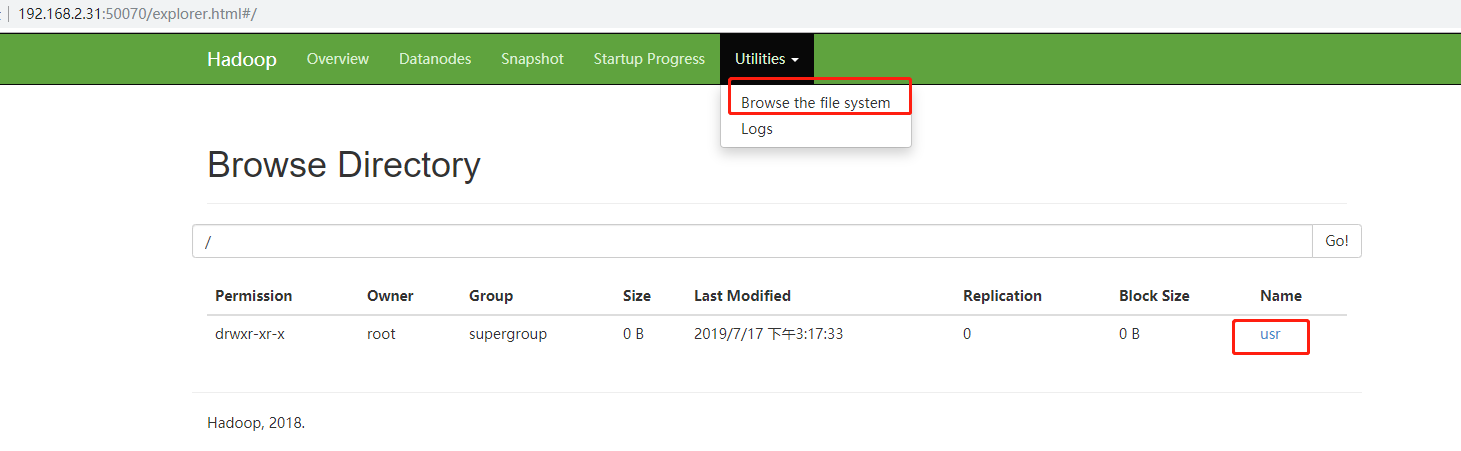 192.168.2.31:50070/explorer.html#/
Hadoop Overview Datanodes Snapshot Startup Progress Utilities
Browse the file system
Logs
Browse Directory
/ Go!
Permission Owner Group Size Last Modified Replication Block Size Name
drwxr-xr-x root supergroup 0 B 2019/7/17 下午3:17:33 0 0 B usr
Hadoop, 2018.